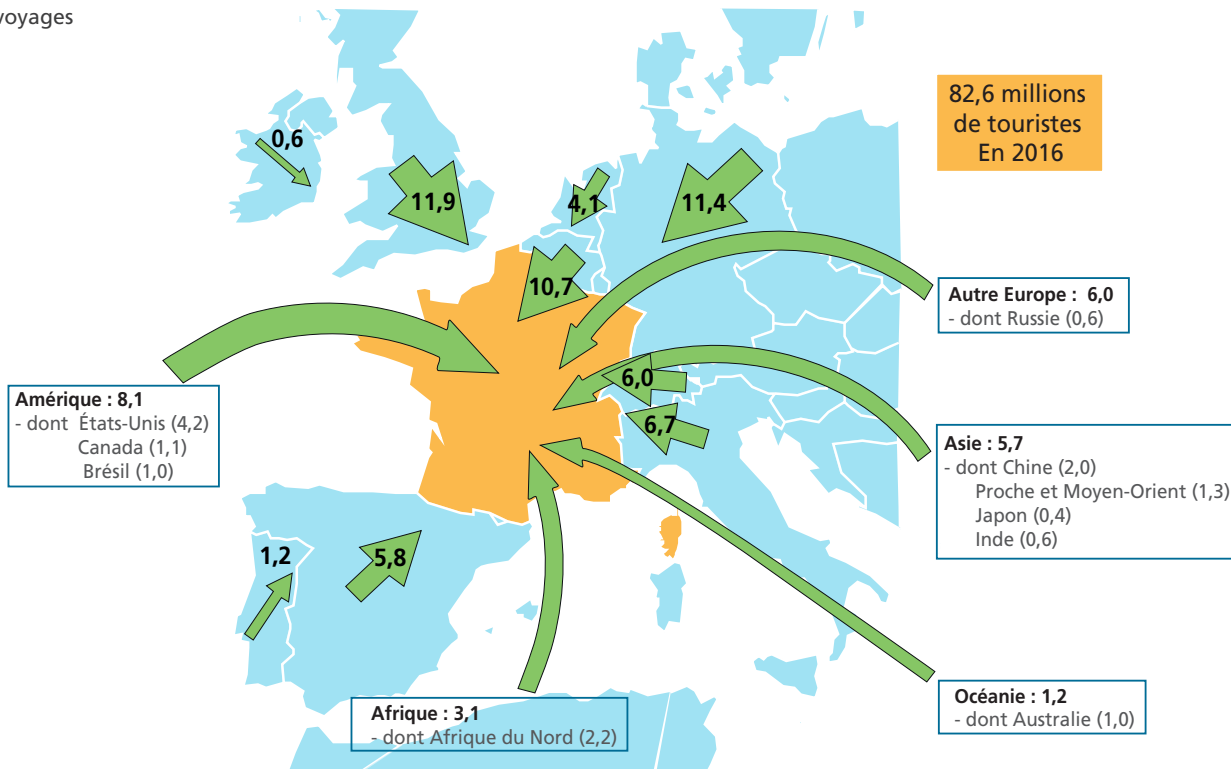 voyages
82,6 millions
de touristes
En 2016
0,6
11,9
4,1
11,4
10,7
Autre Europe : 6,0
- dont Russie (0,6)
6,0
6,7
Amérique : 8,1
- dont États-Unis (4,2)
Canada (1,1)
Brésil (1,0)
Asie : 5,7
- dont Chine (2,0)
Proche et Moyen-Orient (1,3)
Japon (0,4)
Inde (0,6)
1,2
5,8
Afrique : 3,1
- dont Afrique du Nord (2,2)
Océanie : 1,2
- dont Australie (1,0)